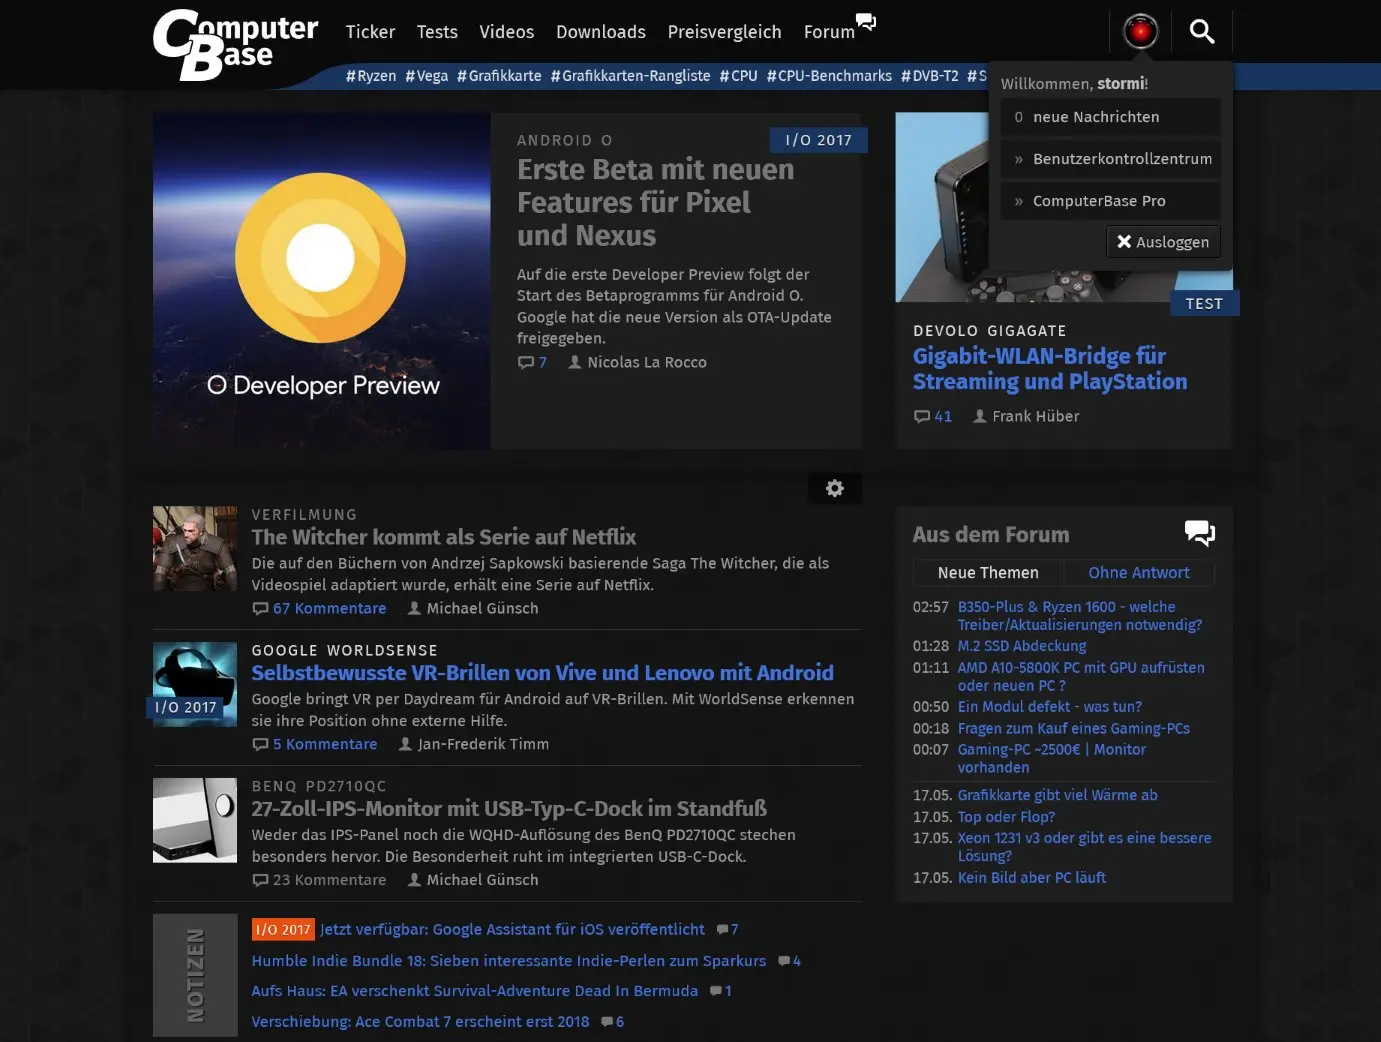 ComputerBase
Ticker Tests Videos Downloads Preisvergleich Forum
#Ryzen #Vega #Grafikkarte #Grafikkarten-Rangliste #CPU #CPU-Benchmarks #DVB-T2 #S
Willkommen, stormi!
0 neue Nachrichten
» Benutzerkontrollzentrum
» ComputerBase Pro
Ausloggen
O Developer Preview
ANDROID O
I/O 2017
Erste Beta mit neuen
Features für Pixel
und Nexus
Auf die erste Developer Preview folgt der
Start des Betaprogramms für Android O.
Google hat die neue Version als OTA-Update
freigegeben.
7 Nicolas La Rocco
TEST
DEVOLO GIGAGATE
Gigabit-WLAN-Bridge für
Streaming und PlayStation
41 Frank Hüber
VERFILMUNG
The Witcher kommt als Serie auf Netflix
Die auf den Büchern von Andrzej Sapkowski basierende Saga The Witcher, die als
Videospiel adaptiert wurde, erhält eine Serie auf Netflix.
67 Kommentare Michael Günsch
I/O 2017
GOOGLE WORLDSENSE
Selbstbewusste VR-Brillen von Vive und Lenovo mit Android
Google bringt VR per Daydream für Android auf VR-Brillen. Mit WorldSense erkennen
sie ihre Position ohne externe Hilfe.
5 Kommentare Jan-Frederik Timm
BENQ PD2710QC
27-Zoll-IPS-Monitor mit USB-Typ-C-Dock im Standfuß
Weder das IPS-Panel noch die WQHD-Auflösung des BenQ PD2710QC stechen
besonders hervor. Die Besonderheit ruht im integrierten USB-C-Dock.
23 Kommentare Michael Günsch
NOTIZEN
I/O 2017 Jetzt verfügbar: Google Assistant für iOS veröffentlicht 7
Humble Indie Bundle 18: Sieben interessante Indie-Perlen zum Sparkurs 4
Aufs Haus: EA verschenkt Survival-Adventure Dead In Bermuda 1
Verschiebung: Ace Combat 7 erscheint erst 2018 6
Aus dem Forum
Neue Themen Ohne Antwort
02:57 B350-Plus & Ryzen 1600 - welche
Treiber/Aktualisierungen notwendig?
01:28 M.2 SSD Abdeckung
01:11 AMD A10-5800K PC mit GPU aufrüsten
oder neuen PC ?
00:50 Ein Modul defekt - was tun?
00:18 Fragen zum Kauf eines Gaming-PCs
00:07 Gaming-PC ~2500€ | Monitor
vorhanden
17.05. Grafikkarte gibt viel Wärme ab
17.05. Top oder Flop?
17.05. Xeon 1231 v3 oder gibt es eine bessere
Lösung?
17.05. Kein Bild aber PC läuft